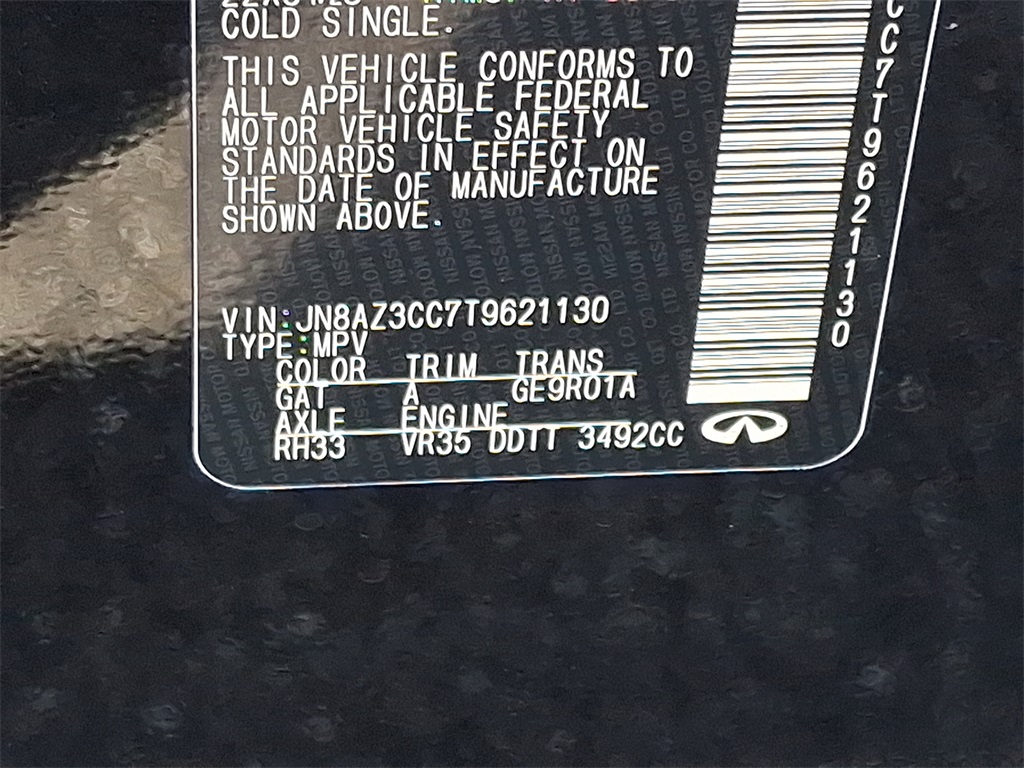 COLD SINGLE.
THIS VEHICLE CONFORMS TO
ALL APPLICABLE FEDERAL
MOTOR VEHICLE SAFETY
STANDARDS IN EFFECT ON
THE DATE OF MANUFACTURE
SHOWN ABOVE.
VIN:JN8AZ3CC7T9621130
TYPE:MPV
COLOR TRIM TRANS
GAT A GE9R01A
AXLE ENGINE
RH33 VR35 DDTT 3492CC
C7T9621130